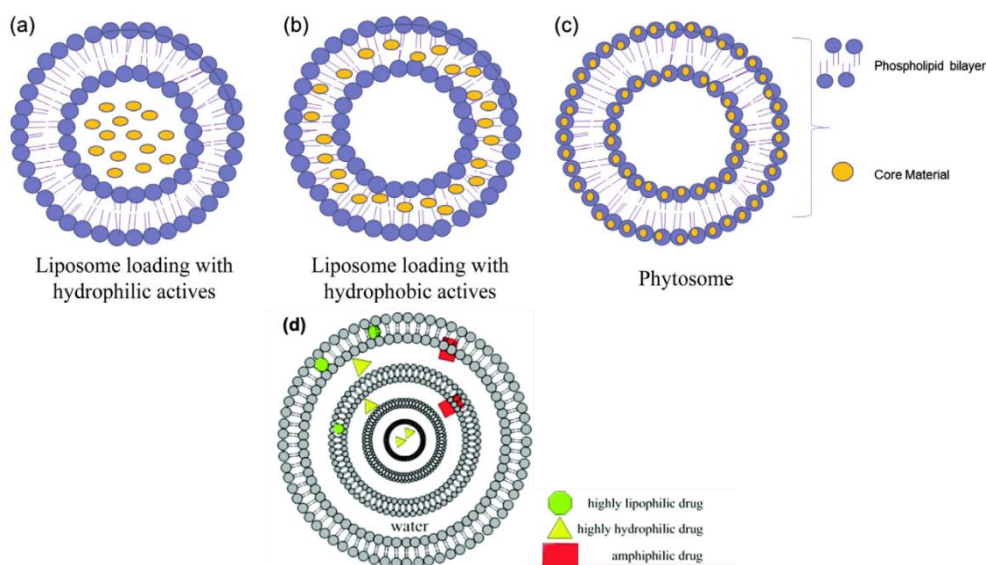 (a)
(b)
(c)
Phospholipid bilayer
Core Material
Liposome loading with
hydrophilic actives
Liposome loading with
hydrophobic actives
Phytosome
(d)
water
highly lipophilic drug
highly hydrophilic drug
amphiphilic drug